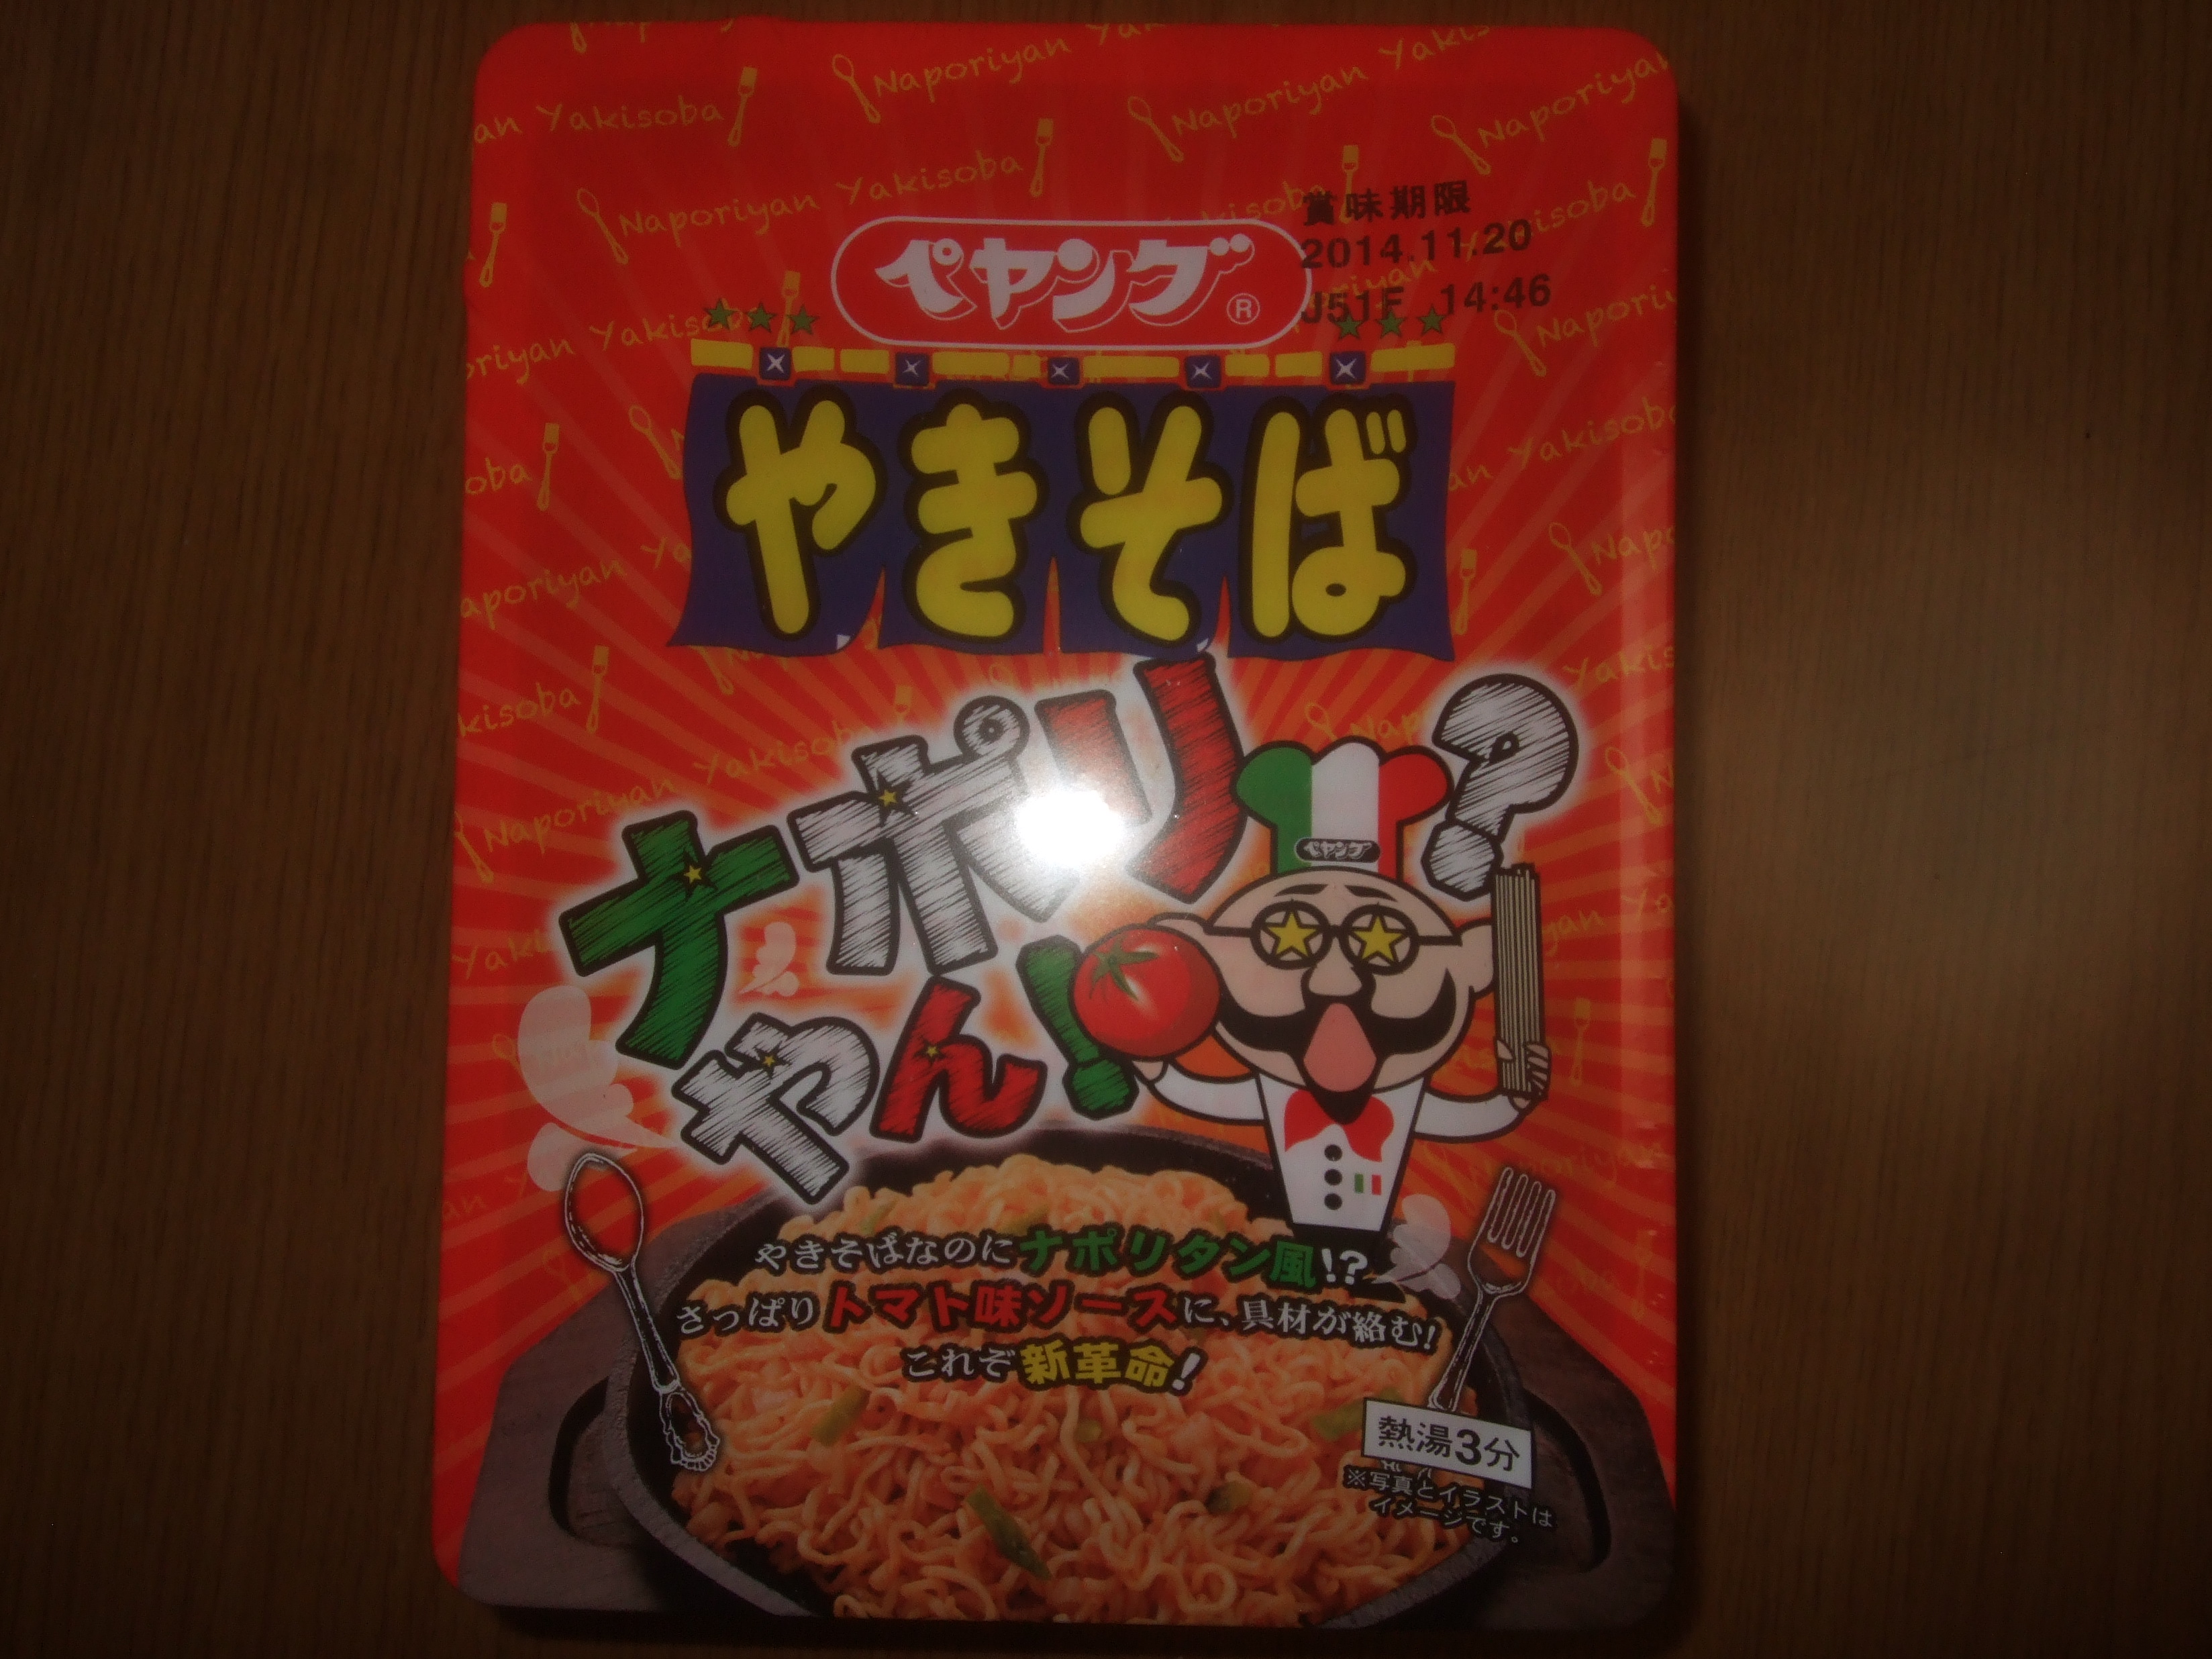 Naporiyan Yakisoba
賞味期限
2014.11.20
J51F 14:46
ペヤング®
やきそば
ナポリ
やん!?
ペヤング
やきそばなのにナポリタン風!?
さっぱりトマト味ソースに、具材が絡む!
これぞ新革命!
熱湯3分
※写真とイラストは
イメージです。